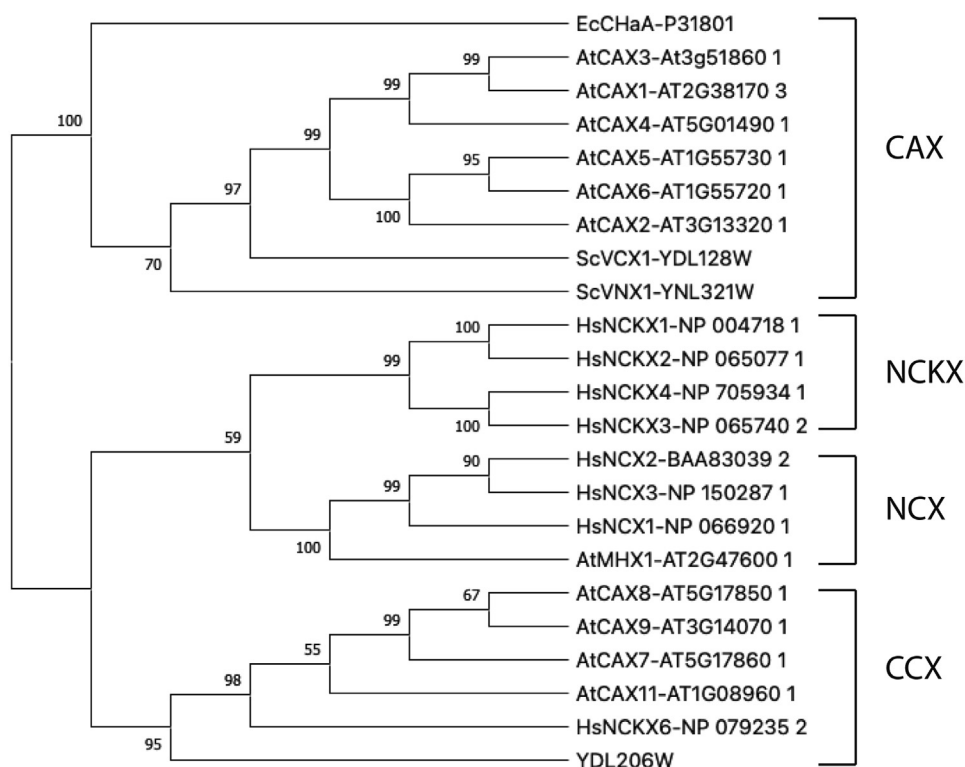 EcCHaA-P31801
99
AtCAX3-At3g51860 1
99
AtCAX1-AT2G38170 3
100
99
AtCAX4-AT5G01490 1
CAX
95
AtCAX5-AT1G55730 1
97
AtCAX6-AT1G55720 1
100
AtCAX2-AT3G13320 1
70
ScVCX1-YDL128W
ScVNX1-YNL321W
100
HsNCKX1-NP 004718 1
99
HsNCKX2-NP 065077 1
NCKX
HsNCKX4-NP 705934 1
100
HsNCKX3-NP 065740 2
59
90
HsNCX2-BAA83039 2
99
HsNCX3-NP 150287 1
NCX
HsNCX1-NP 066920 1
100
AtMHX1-AT2G47600 1
67
AtCAX8-AT5G17850 1
99
AtCAX9-AT3G14070 1
55
AtCAX7-AT5G17860 1
CCX
98
AtCAX11-AT1G08960 1
HsNCKX6-NP 079235 2
95
YDL206W